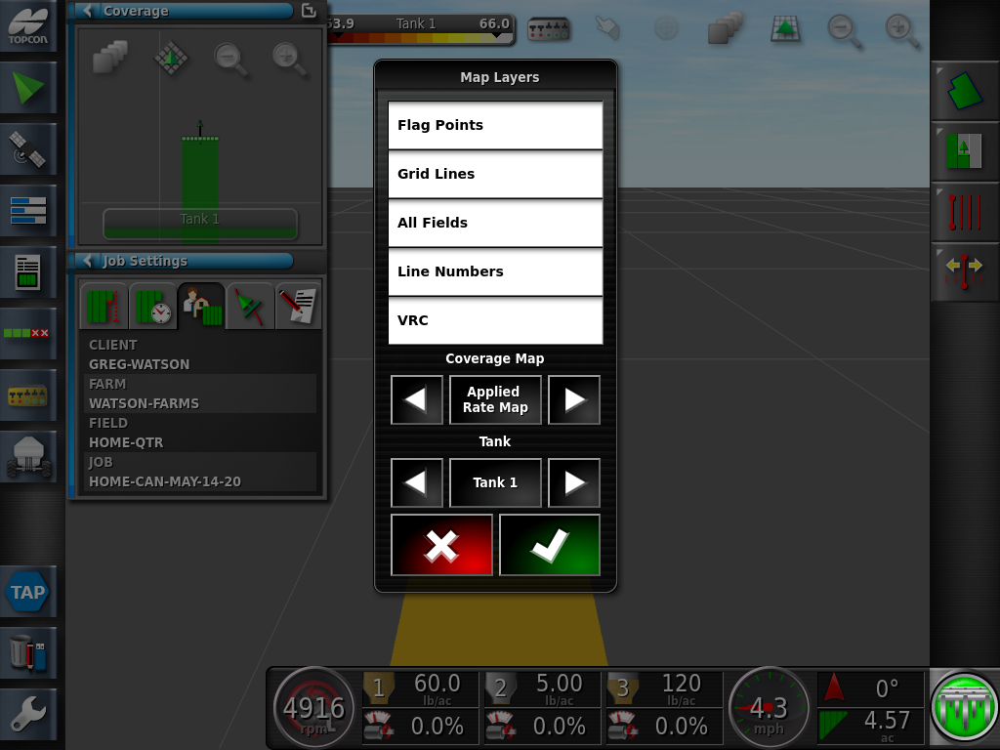 TOPCON
Coverage
53.9 Tank 1 66.0
Tank 1
Job Settings
CLIENT
GREG-WATSON
FARM
WATSON-FARMS
FIELD
HOME-QTR
JOB
HOME-CAN-MAY-14-20
TAP
Map Layers
Flag Points
Grid Lines
All Fields
Line Numbers
VRC
Coverage Map
Applied
Rate Map
Tank
Tank 1
4916
rpm
1
1
60.0
lb/ac
0.0%
2
5.00
lb/ac
0.0%
3
120
lb/ac
0.0%
4.3
mph
0°
4.57
ac